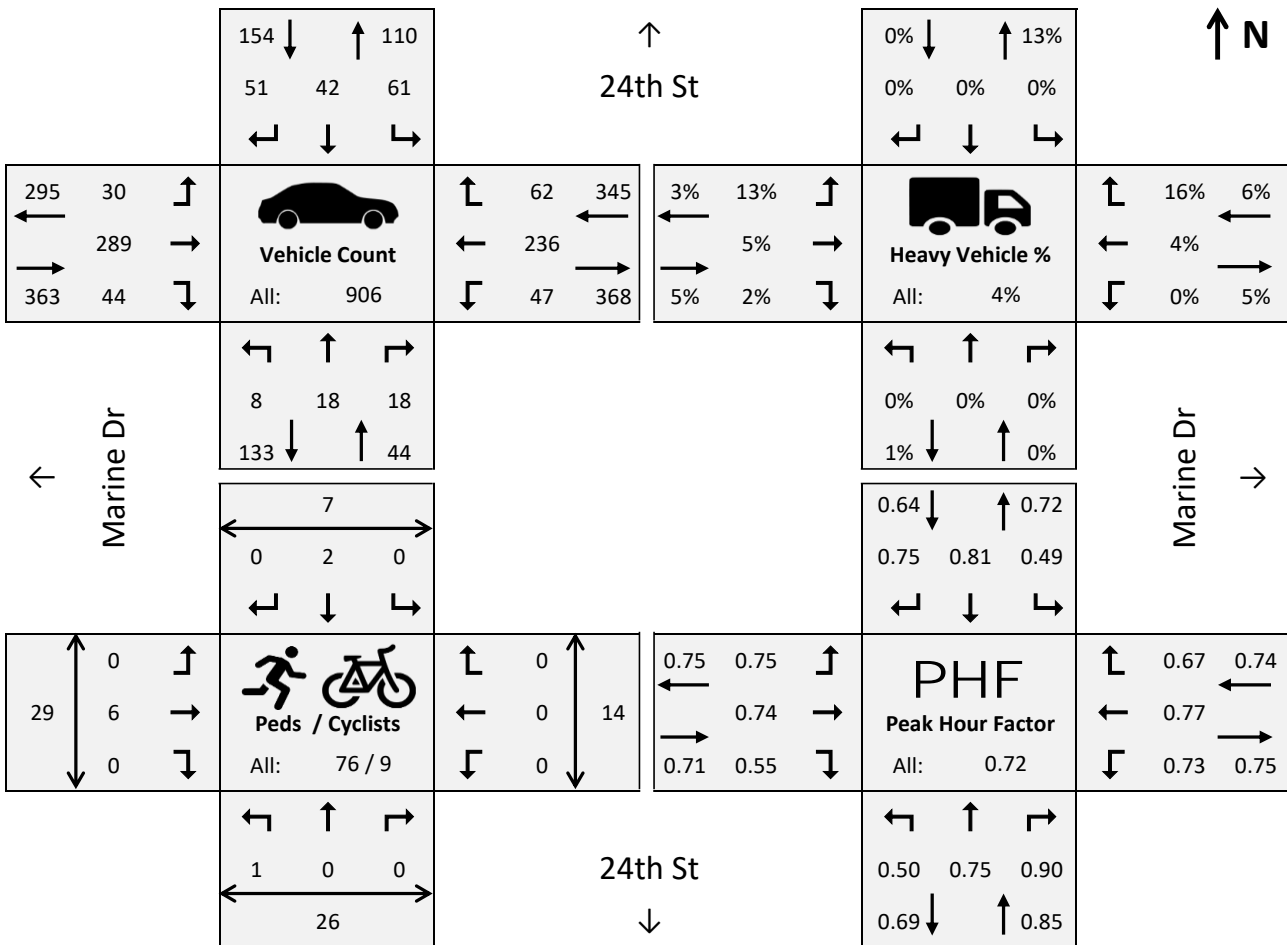 154 110 0% 13% N
24th St
51 42 61 0% 0% 0%
295 30 62 345 3% 13% 16% 6%
289 Vehicle Count 236 5% Heavy Vehicle % 4%
363 44 All: 906 47 368 5% 2% All: 4% 0% 5%
8 18 18 0% 0% 0%
133 44 1% 0%
Marine Dr
Marine Dr
7 0.64 0.72
0 2 0 0.75 0.81 0.49
0 0 0.75 0.75 PHF 0.67 0.74
29 6 Peds / Cyclists 0 14 0.74 Peak Hour Factor 0.77
0 All: 76 / 9 0 0.71 0.55 All: 0.72 0.73 0.75
1 0 0 24th St 0.50 0.75 0.90
26 0.69 0.85